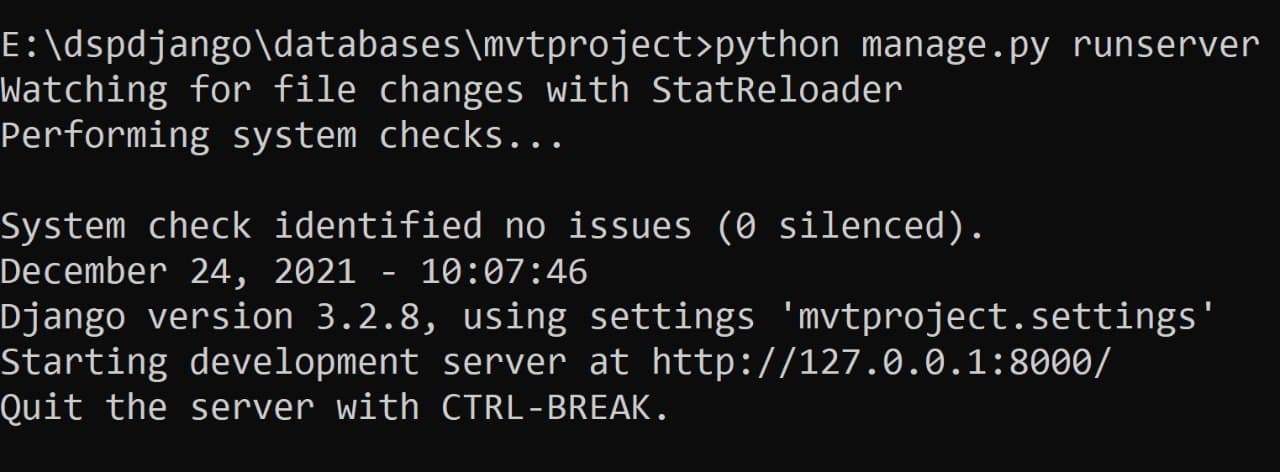 E:\dspdjango\databases\mvtproject>python manage.py runserver
Watching for file changes with StatReloader
Performing system checks...
System check identified no issues (0 silenced).
December 24, 2021 - 10:07:46
Django version 3.2.8, using settings 'mvtproject.settings'
Starting development server at http://127.0.0.1:8000/
Quit the server with CTRL-BREAK.